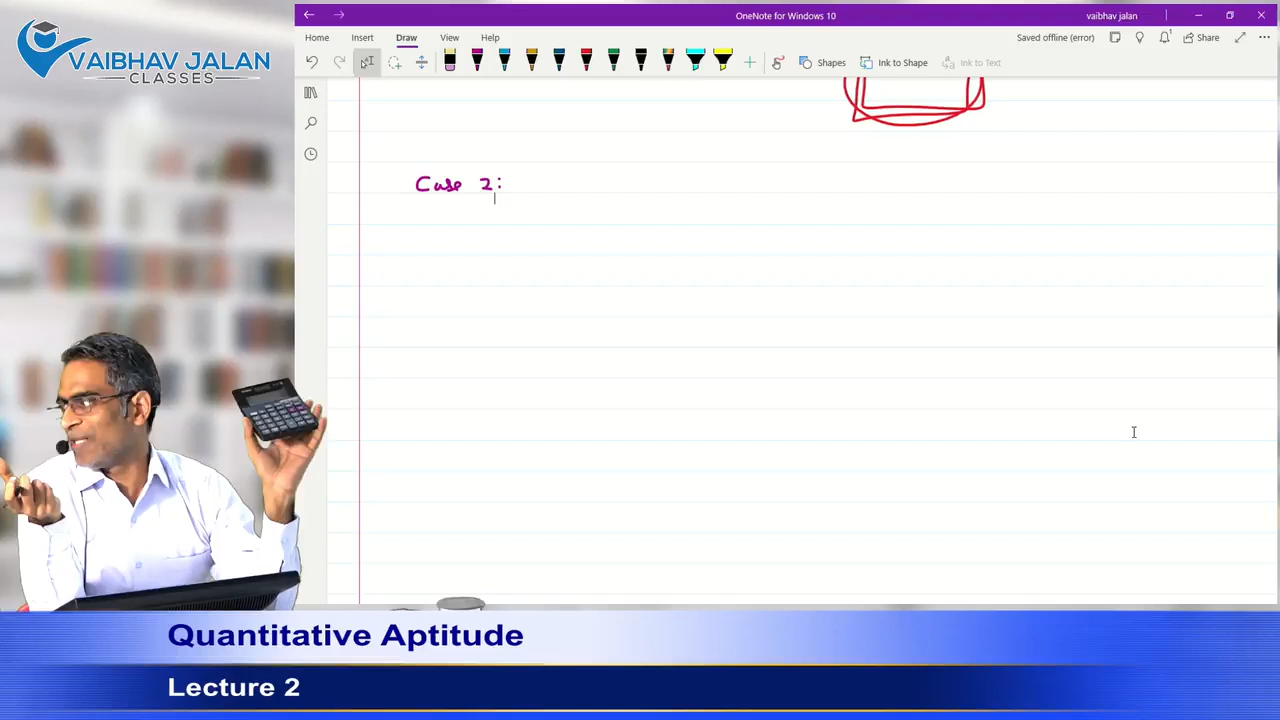 VAIBHAV JALAN
CLASSES
OneNote for Windows 10
vaibhav jalan
Home Insert Draw View Help
Saved offline (error)
1
Share
Shapes
Ink to Shape
Ink to Text
Case 2:
Quantitative Aptitude
Lecture 2